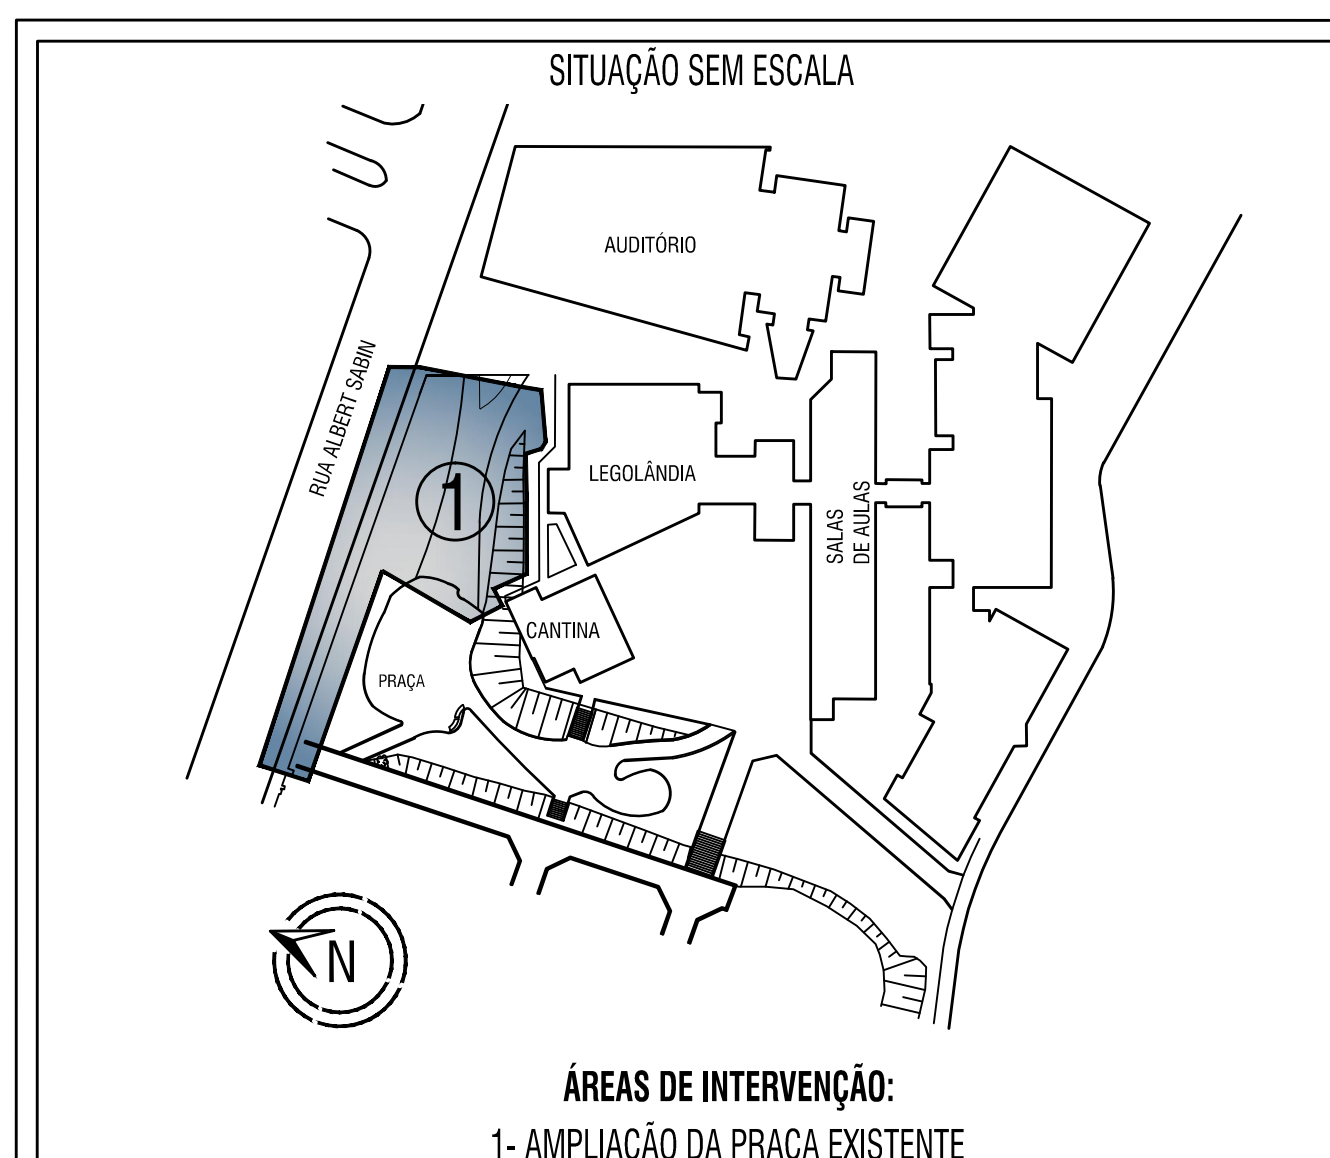 SITUAÇÃO SEM ESCALA
AUDITÓRIO
RUA ALBERT SABIN
1
LEGOLÂNDIA
SALAS
DE AULAS
CANTINA
PRAÇA
N
ÁREAS DE INTERVENÇÃO:
1- AMPLIAÇÃO DA PRAÇA EXISTENTE